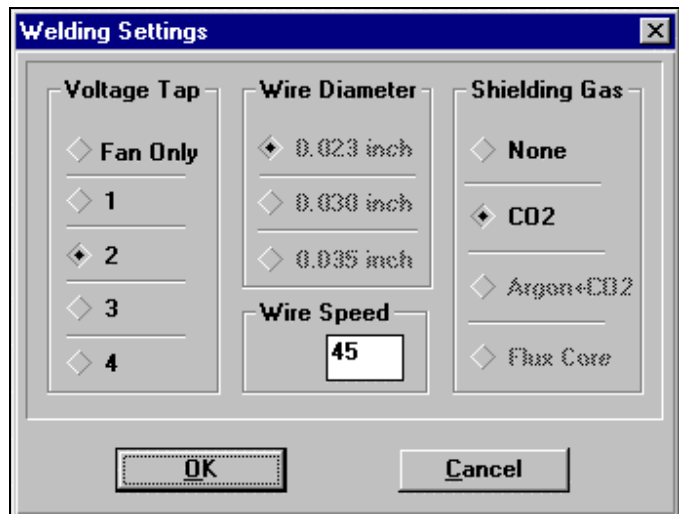 Welding Settings
Voltage Tap
Fan Only
1
2
3
4
Wire Diameter
0.023 inch
0.030 inch
0.035 inch
Wire Speed
45
Shielding Gas
None
CO2
Argon+CO2
Flux Core
OK
Cancel